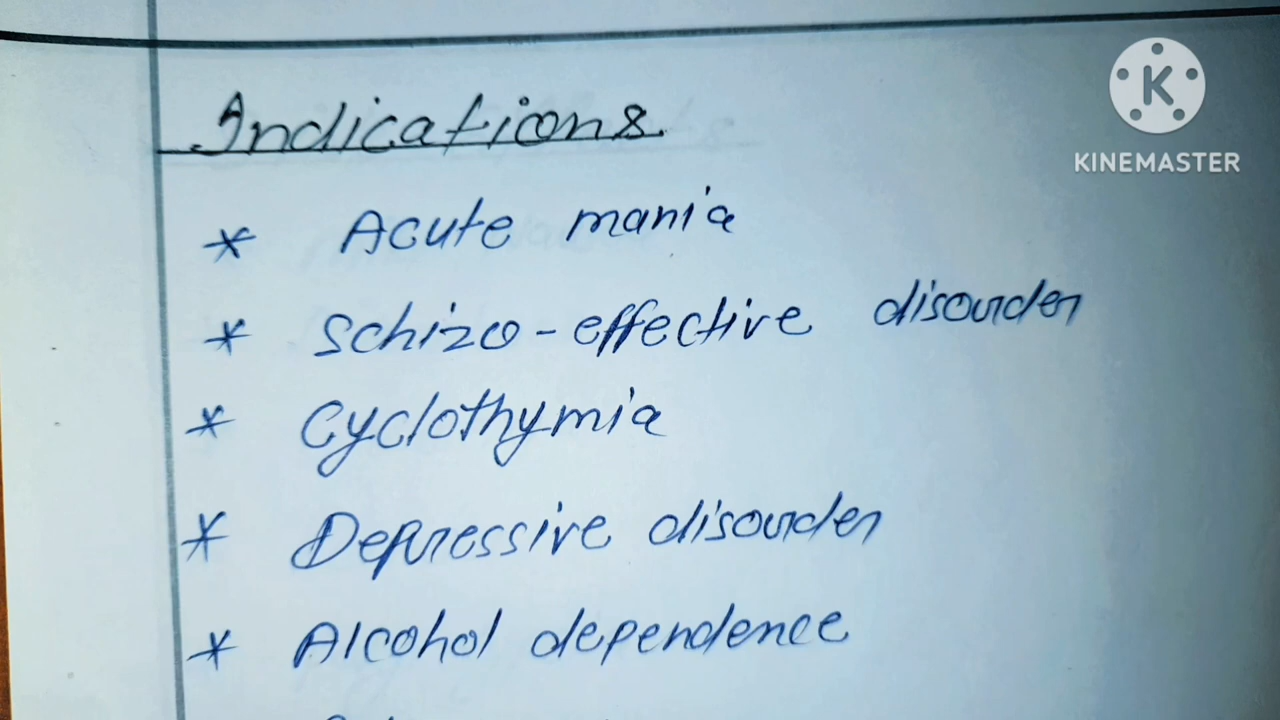 Indications
* Acute mania
* Schizo-effective disorder
* Cyclothymia
* Depressive disorder
* Alcohol dependence
K
KINEMASTER